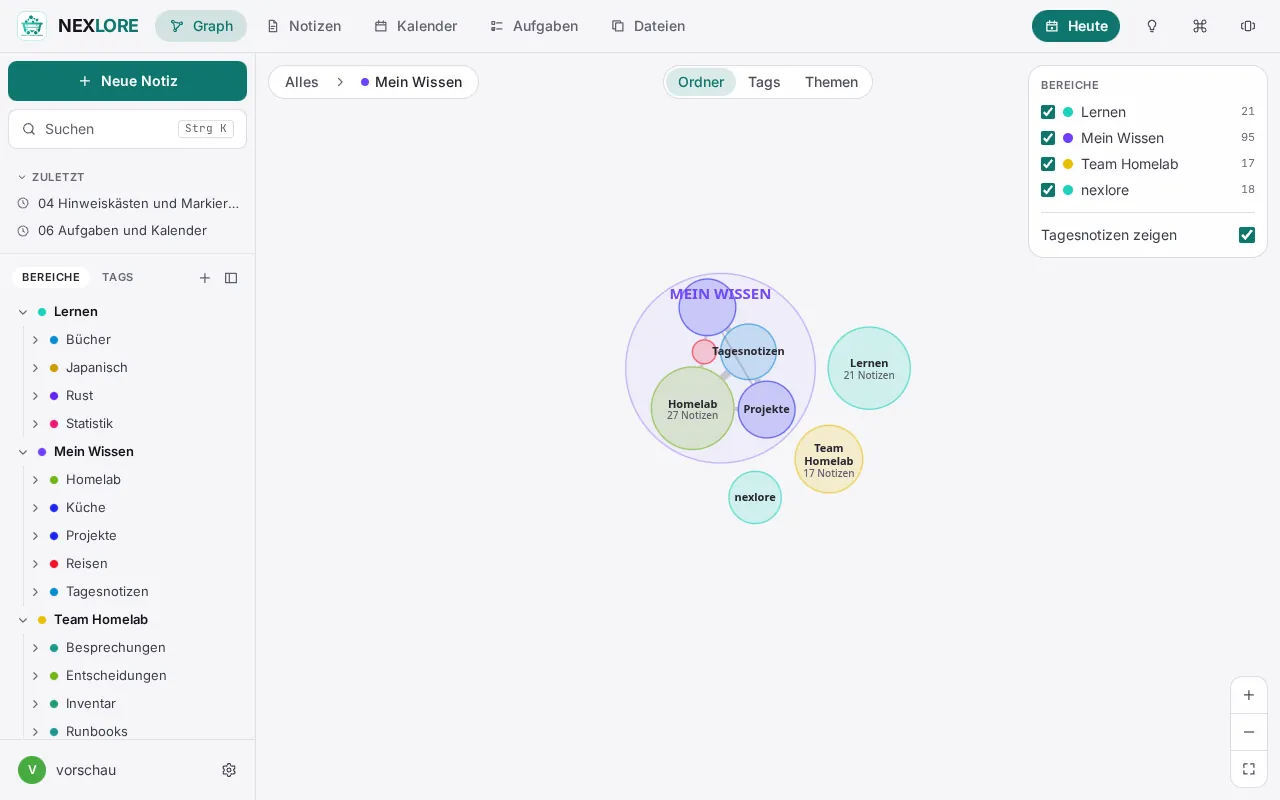 NEXLORE
Graph
Notizen
Kalender
Aufgaben
Dateien
Heute
Neue Notiz
Suchen
Strg K
ZULETZT
04 Hinweiskästen und Markier…
06 Aufgaben und Kalender
BEREICHE
TAGS
Lernen
Bücher
Japanisch
Rust
Statistik
Mein Wissen
Homelab
Küche
Projekte
Reisen
Tagesnotizen
Team Homelab
Besprechungen
Entscheidungen
Inventar
Runbooks
V
vorschau
Alles
Mein Wissen
Ordner
Tags
Themen
BEREICHE
Lernen 21
Mein Wissen 95
Team Homelab 17
nexlore 18
Tagesnotizen zeigen
MEIN WISSEN
Tagesnotizen
Homelab
27 Notizen
Projekte
Lernen
21 Notizen
Team
Homelab
17 Notizen
nexlore